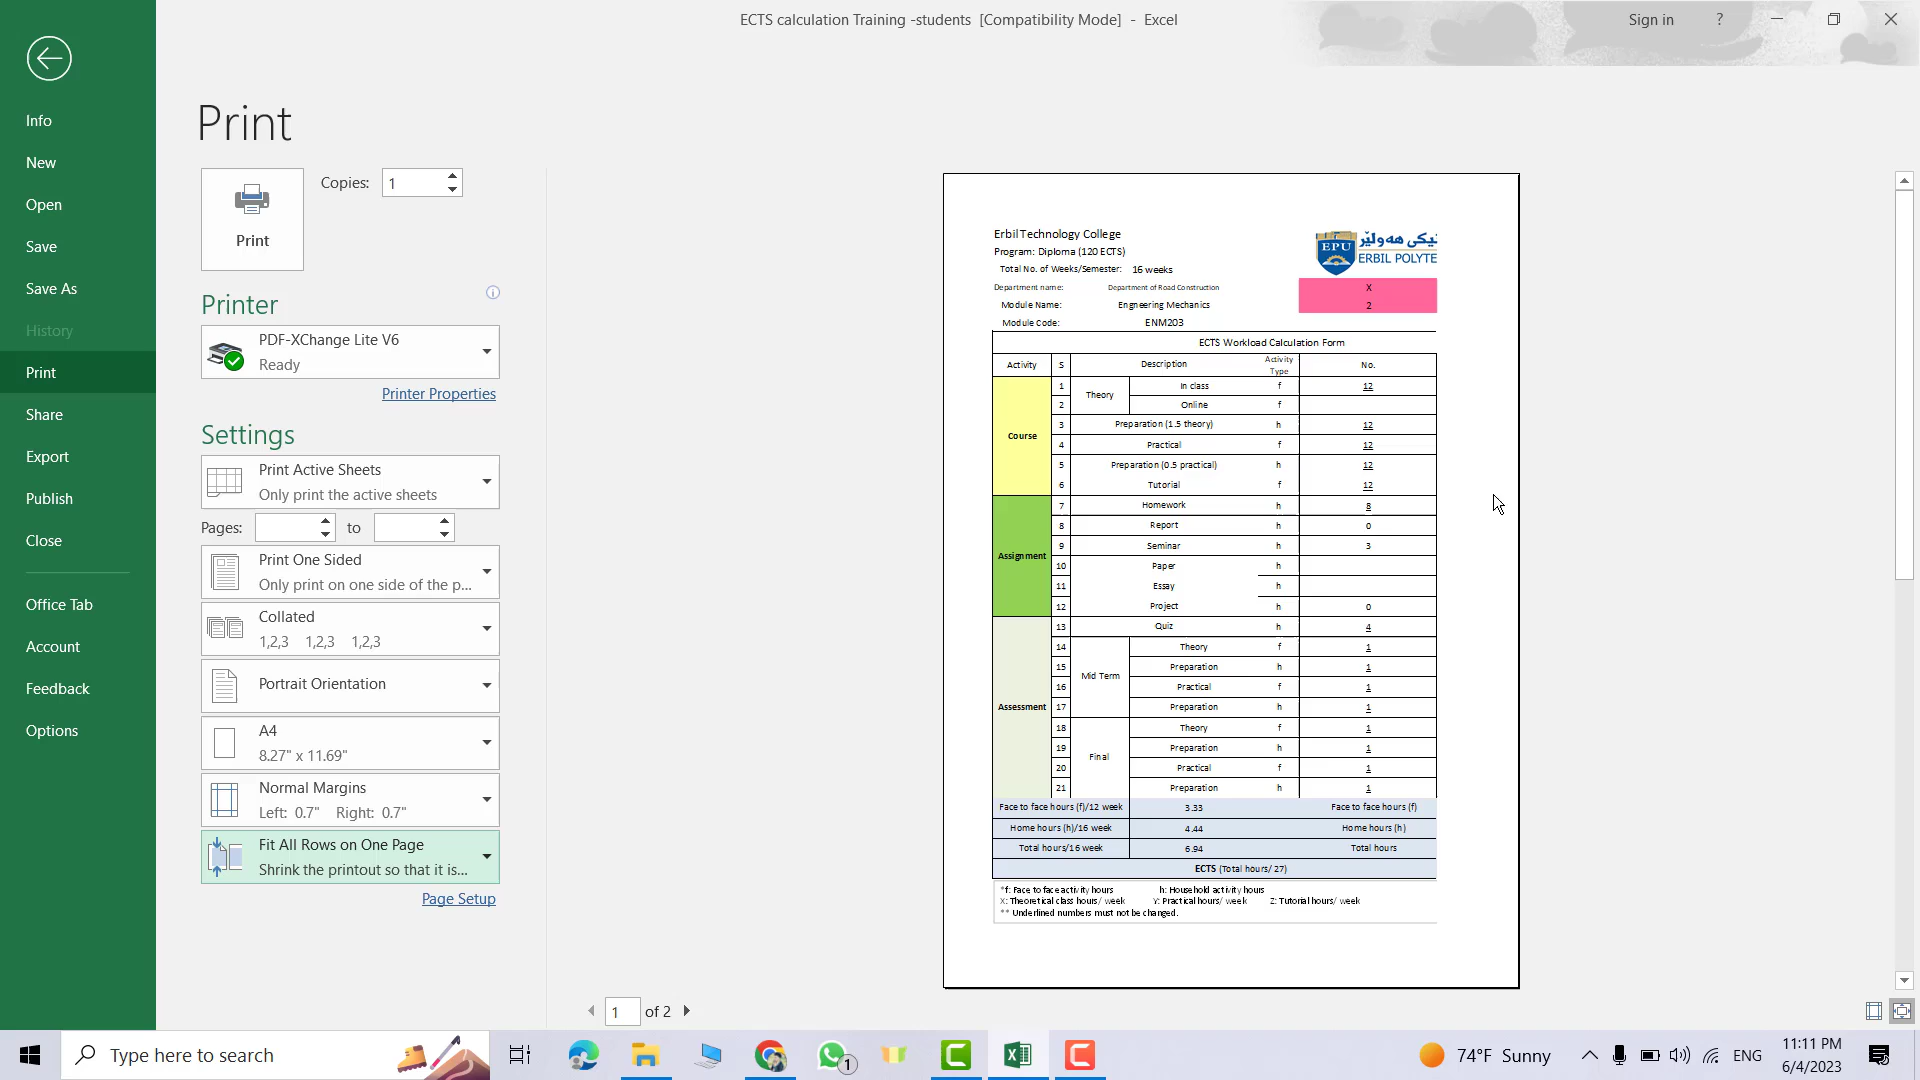 ECTS calculation Training -students  [Compatibility Mode]  -  Excel
Sign in
?
Info
New
Open
Save
Save As
History
Print
Share
Export
Publish
Close
Office Tab
Account
Feedback
Options
Print
Print
Copies: 1
Printer
PDF-XChange Lite V6
Ready
Printer Properties
Settings
Print Active Sheets
Only print the active sheets
Pages: to
Print One Sided
Only print on one side of the p...
Collated
1,2,3 1,2,3 1,2,3
Portrait Orientation
A4
8.27" x 11.69"
Normal Margins
Left: 0.7" Right: 0.7"
Fit All Rows on One Page
Shrink the printout so that it is...
Page Setup
Erbil Technology College
Program: Diploma (120 ECTS)
Total No. of Weeks/Semester: 16 weeks
Department name: Department of Road Construction
Module Name: Engneering Mechanics
Module Code: ENM203
EPU
نیکی هەولێر
ERBIL POLYTE
X
2
ECTS Workload Calculation Form
Activity S Description Activity Type No.
Course
1 Theory In class f 12
2 Online f
3 Preparation (1.5 theory) h 12
4 Practical f 12
5 Preparation (0.5 practical) h 12
6 Tutorial f 12
Assignment
7 Homework h 8
8 Report h 0
9 Seminar h 3
10 Paper h
11 Essay h
12 Project h 0
Assessment
13 Quiz h 4
14 Mid Term Theory f 1
15 Preparation h 1
16 Practical f 1
17 Preparation h 1
18 Final Theory f 1
19 Preparation h 1
20 Practical f 1
21 Preparation h 1
Face to face hours (f)/12 week 3.33 Face to face hours (f)
Home hours (h)/16 week 4.44 Home hours (h)
Total hours/16 week 6.94 Total hours
ECTS (Total hours/ 27)
*f: Face to face activity hours h: Household activity hours
X: Theoretical class hours/ week Y: Practical hours/ week Z: Tutorial hours/ week
** Underlined numbers must not be changed.
1 of 2
Type here to search
1
74°F Sunny
ENG
11:11 PM
6/4/2023